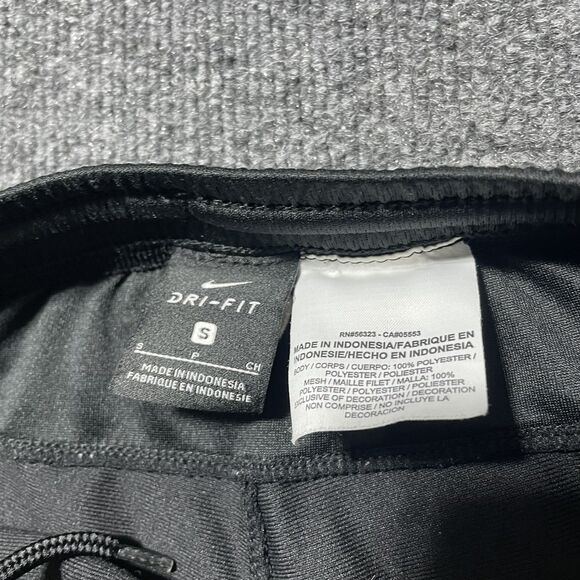 DRI-FIT
S
S P CH
MADE IN INDONESIA
FABRIQUE EN INDONESIE
RN#56323 - CA#05553
MADE IN INDONESIA/FABRIQUE EN
INDONESIE/HECHO EN INDONESIA
BODY / CORPS / CUERPO: 100% POLYESTER /
POLYESTER / POLIESTER
MESH / MAILLE FILET / MALLA: 100%
POLYESTER / POLYESTER / POLIESTER
EXCLUSIVE OF DECORATION / DECORATION
NON COMPRISE / NO INCLUYE LA
DECORACION